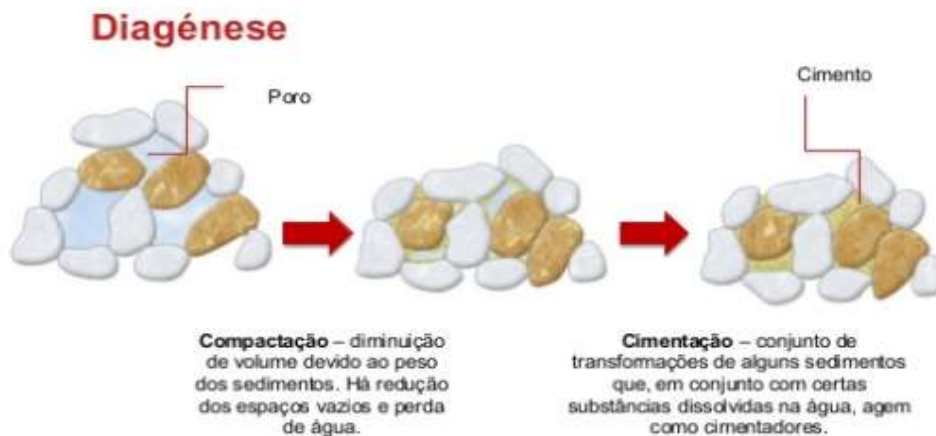 Diagénese
Poro
Cimento
Compactação – diminuição
de volume devido ao peso
dos sedimentos. Há redução
dos espaços vazios e perda
de água.
Cimentação – conjunto de
transformações de alguns sedimentos
que, em conjunto com certas
substâncias dissolvidas na água, agem
como cimentadores.